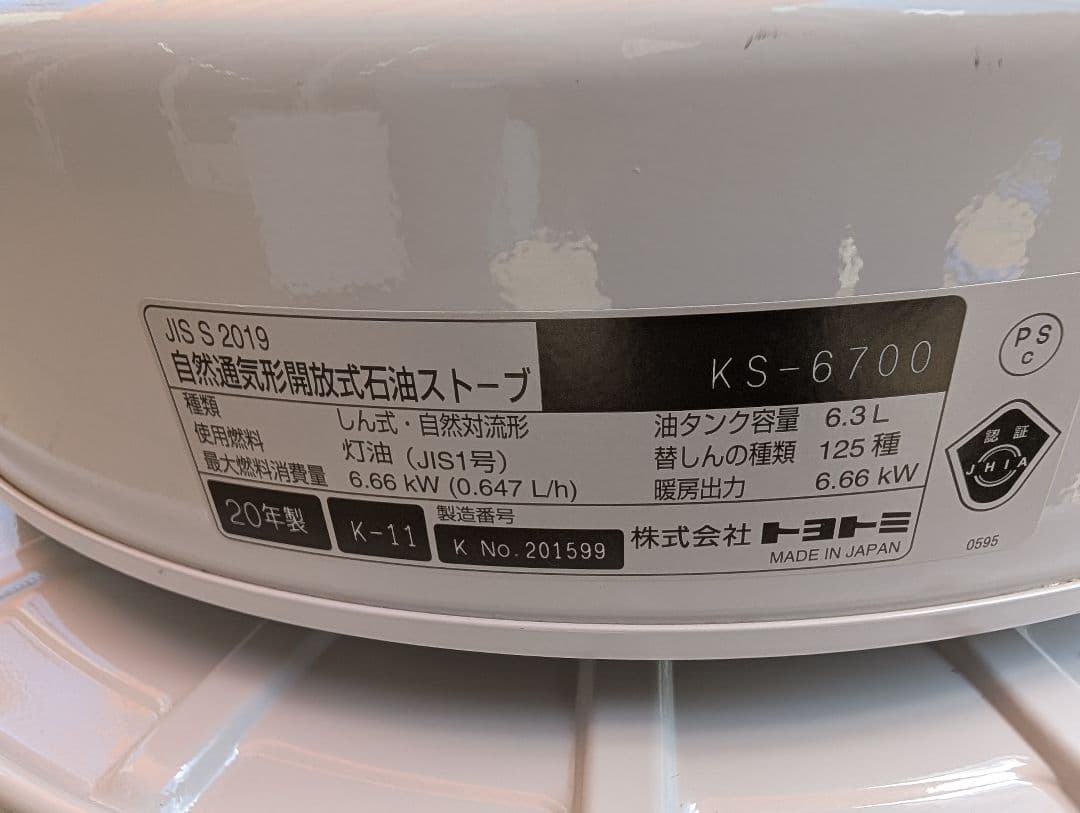 JIS S 2019
自然通気形開放式石油ストーブ
KS-6700
種類 しん式・自然対流形
使用燃料 灯油（JIS1号）
最大燃料消費量 6.66 kW (0.647 L/h)
油タンク容量 6.3 L
替しんの種類 125 種
暖房出力 6.66 kW
20年製
K-11
製造番号
K No. 201599
株式会社 トヨトミ
MADE IN JAPAN
PS
C
認証
JHIA
0595